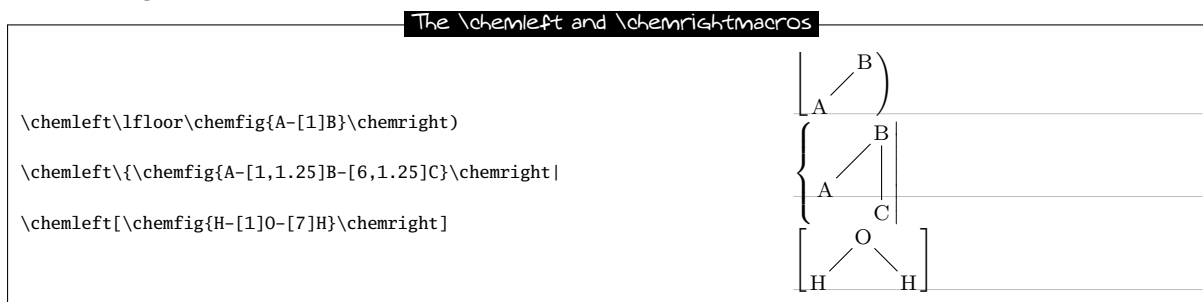 The \chemleft and \chemrightmacros
\chemleft\lfloor\chemfig{A-[1]B}\chemright)
\chemleft\{\chemfig{A-[1,1.25]B-[6,1.25]C}\chemright|
\chemleft[\chemfig{H-[1]O-[7]H}\chemright]
B
A
B
A
C
O
H H